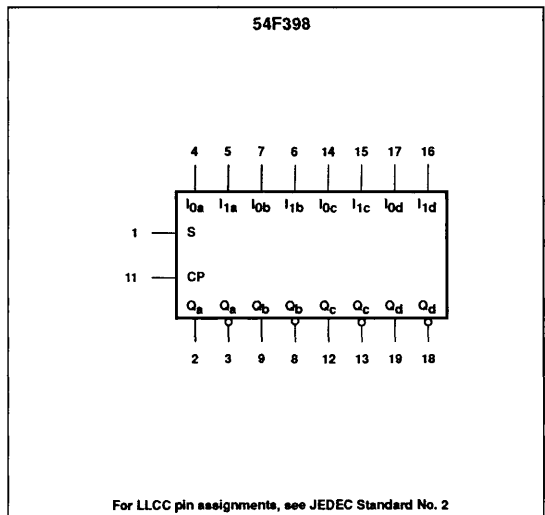 54F398
4 5 7 6 14 15 17 16
I0a I1a I0b I1b I0c I1c I0d I1d
1 S
11 CP
Qa Qa Qb Qb Qc Qc Qd Qd
2 3 9 8 12 13 19 18
For LLCC pin assignments, see JEDEC Standard No. 2